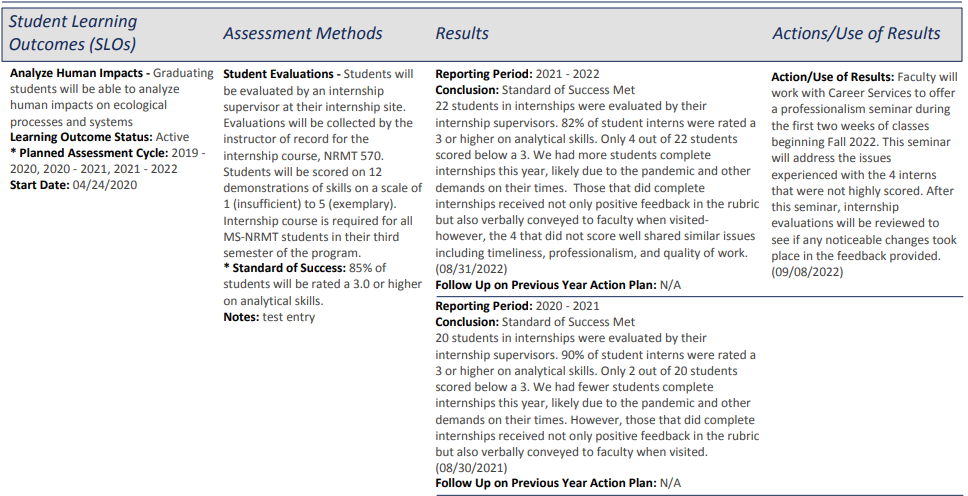 Student Learning
Outcomes (SLOs)
Assessment Methods
Results
Actions/Use of Results
Analyze Human Impacts - Graduating
students will be able to analyze
human impacts on ecological
processes and systems
Learning Outcome Status: Active
* Planned Assessment Cycle: 2019 -
2020, 2020 - 2021, 2021 - 2022
Start Date: 04/24/2020
Student Evaluations - Students will
be evaluated by an internship
supervisor at their internship site.
Evaluations will be collected by the
instructor of record for the
internship course, NRMT 570.
Students will be scored on 12
demonstrations of skills on a scale of
1 (insufficient) to 5 (exemplary).
Internship course is required for all
MS-NRMT students in their third
semester of the program.
* Standard of Success: 85% of
students will be rated a 3.0 or higher
on analytical skills.
Notes: test entry
Reporting Period: 2021 - 2022
Conclusion: Standard of Success Met
22 students in internships were evaluated by their
internship supervisors. 82% of student interns were rated a
3 or higher on analytical skills. Only 4 out of 22 students
scored below a 3. We had more students complete
internships this year, likely due to the pandemic and other
demands on their times.  Those that did complete
internships received not only positive feedback in the rubric
but also verbally conveyed to faculty when visited-
however, the 4 that did not score well shared similar issues
including timeliness, professionalism, and quality of work.
(08/31/2022)
Follow Up on Previous Year Action Plan: N/A
Action/Use of Results: Faculty will
work with Career Services to offer
a professionalism seminar during
the first two weeks of classes
beginning Fall 2022. This seminar
will address the issues
experienced with the 4 interns
that were not highly scored. After
this seminar, internship
evaluations will be reviewed to
see if any noticeable changes took
place in the feedback provided.
(09/08/2022)
Reporting Period: 2020 - 2021
Conclusion: Standard of Success Met
20 students in internships were evaluated by their
internship supervisors. 90% of student interns were rated a
3 or higher on analytical skills. Only 2 out of 20 students
scored below a 3. We had fewer students complete
internships this year, likely due to the pandemic and other
demands on their times. However, those that did complete
internships received not only positive feedback in the rubric
but also verbally conveyed to faculty when visited.
(08/30/2021)
Follow Up on Previous Year Action Plan: N/A